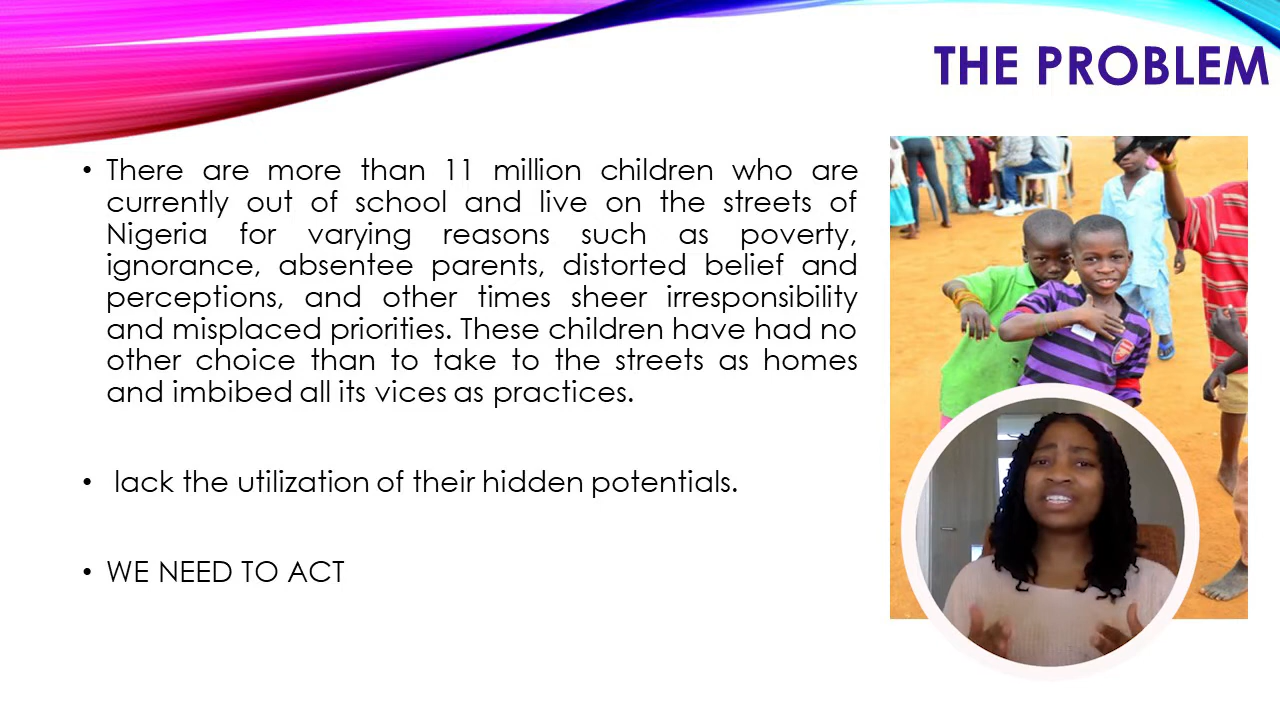 THE PROBLEM
• There are more than 11 million children who are
currently out of school and live on the streets of
Nigeria for varying reasons such as poverty,
ignorance, absentee parents, distorted belief and
perceptions, and other times sheer irresponsibility
and misplaced priorities. These children have had no
other choice than to take to the streets as homes
and imbibed all its vices as practices.
• lack the utilization of their hidden potentials.
• WE NEED TO ACT